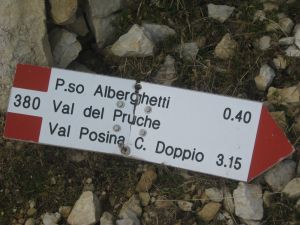 P.so Alberghetti 0.40
380 Val del Pruche
Val Posina C. Doppio 3.15